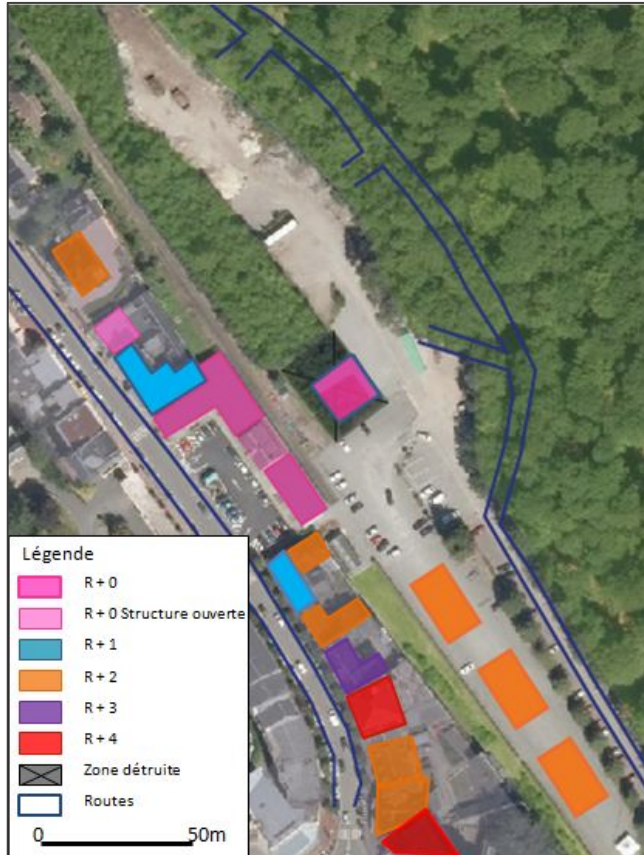 Légende
R + 0
R + 0 Structure ouverte
R + 1
R + 2
R + 3
R + 4
Zone détruite
Routes
0 50m